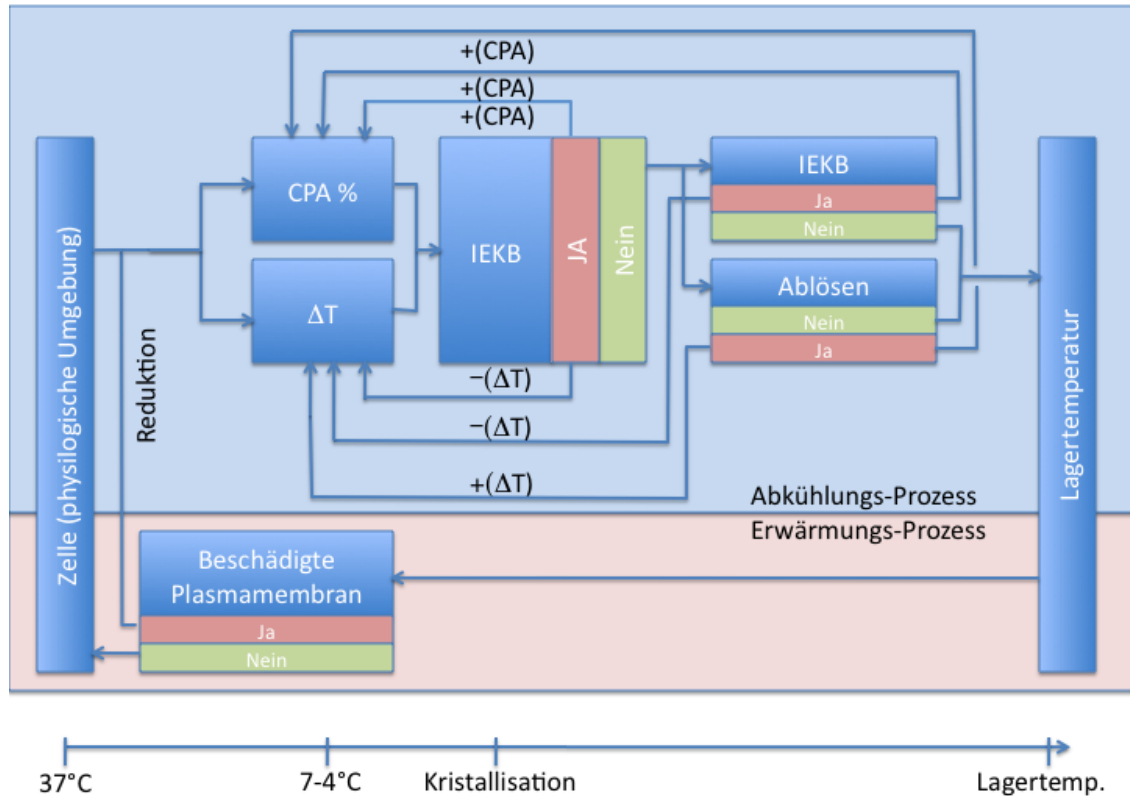 +(CPA)
+(CPA)
+(CPA)
Zelle (physilogische Umgebung)
Reduktion
CPA %
ΔT
IEKB
JA
Nein
IEKB
Ja
Nein
Ablösen
Nein
Ja
Lagertemperatur
−(ΔT)
−(ΔT)
+(ΔT)
Abkühlungs-Prozess
Erwärmungs-Prozess
Beschädigte
Plasmamembran
Ja
Nein
37°C
7-4°C
Kristallisation
Lagertemp.